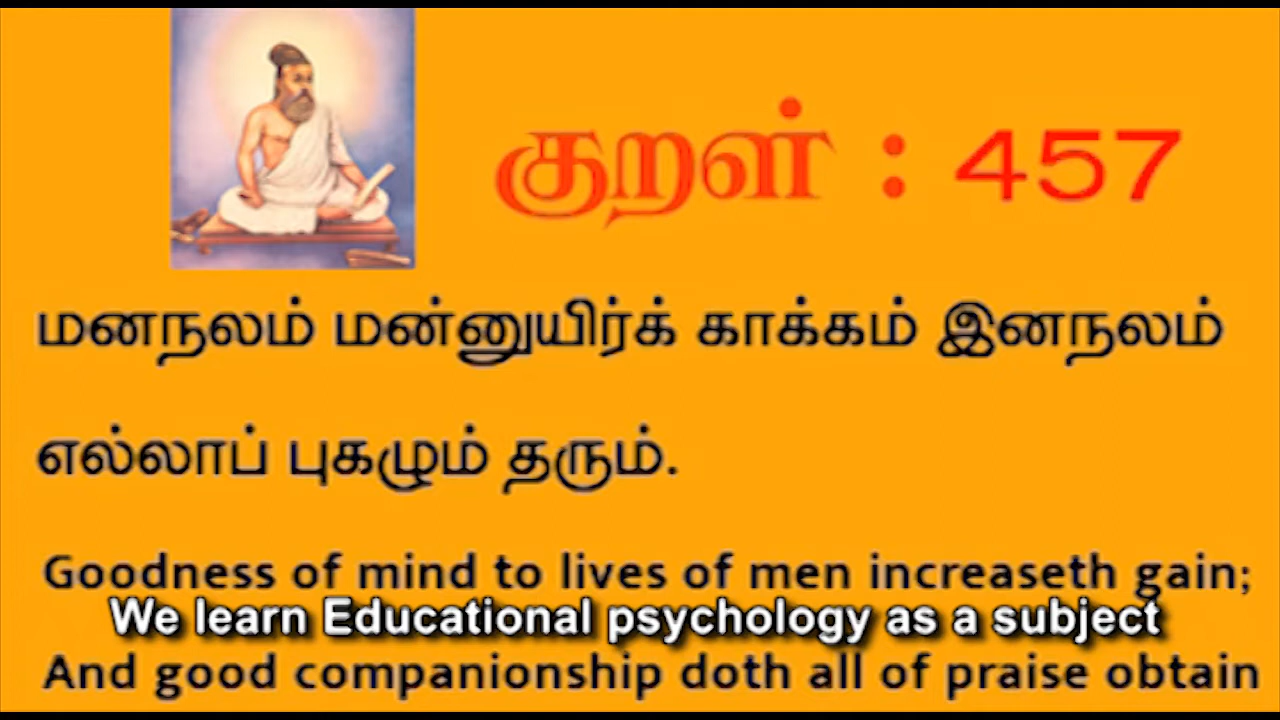 குறள் : 457
மனநலம் மன்னுயிர்க் காக்கம் இனநலம்
எல்லாப் புகழும் தரும்.
Goodness of mind to lives of men increaseth gain;
We learn Educational psychology as a subject
And good companionship doth all of praise obtain